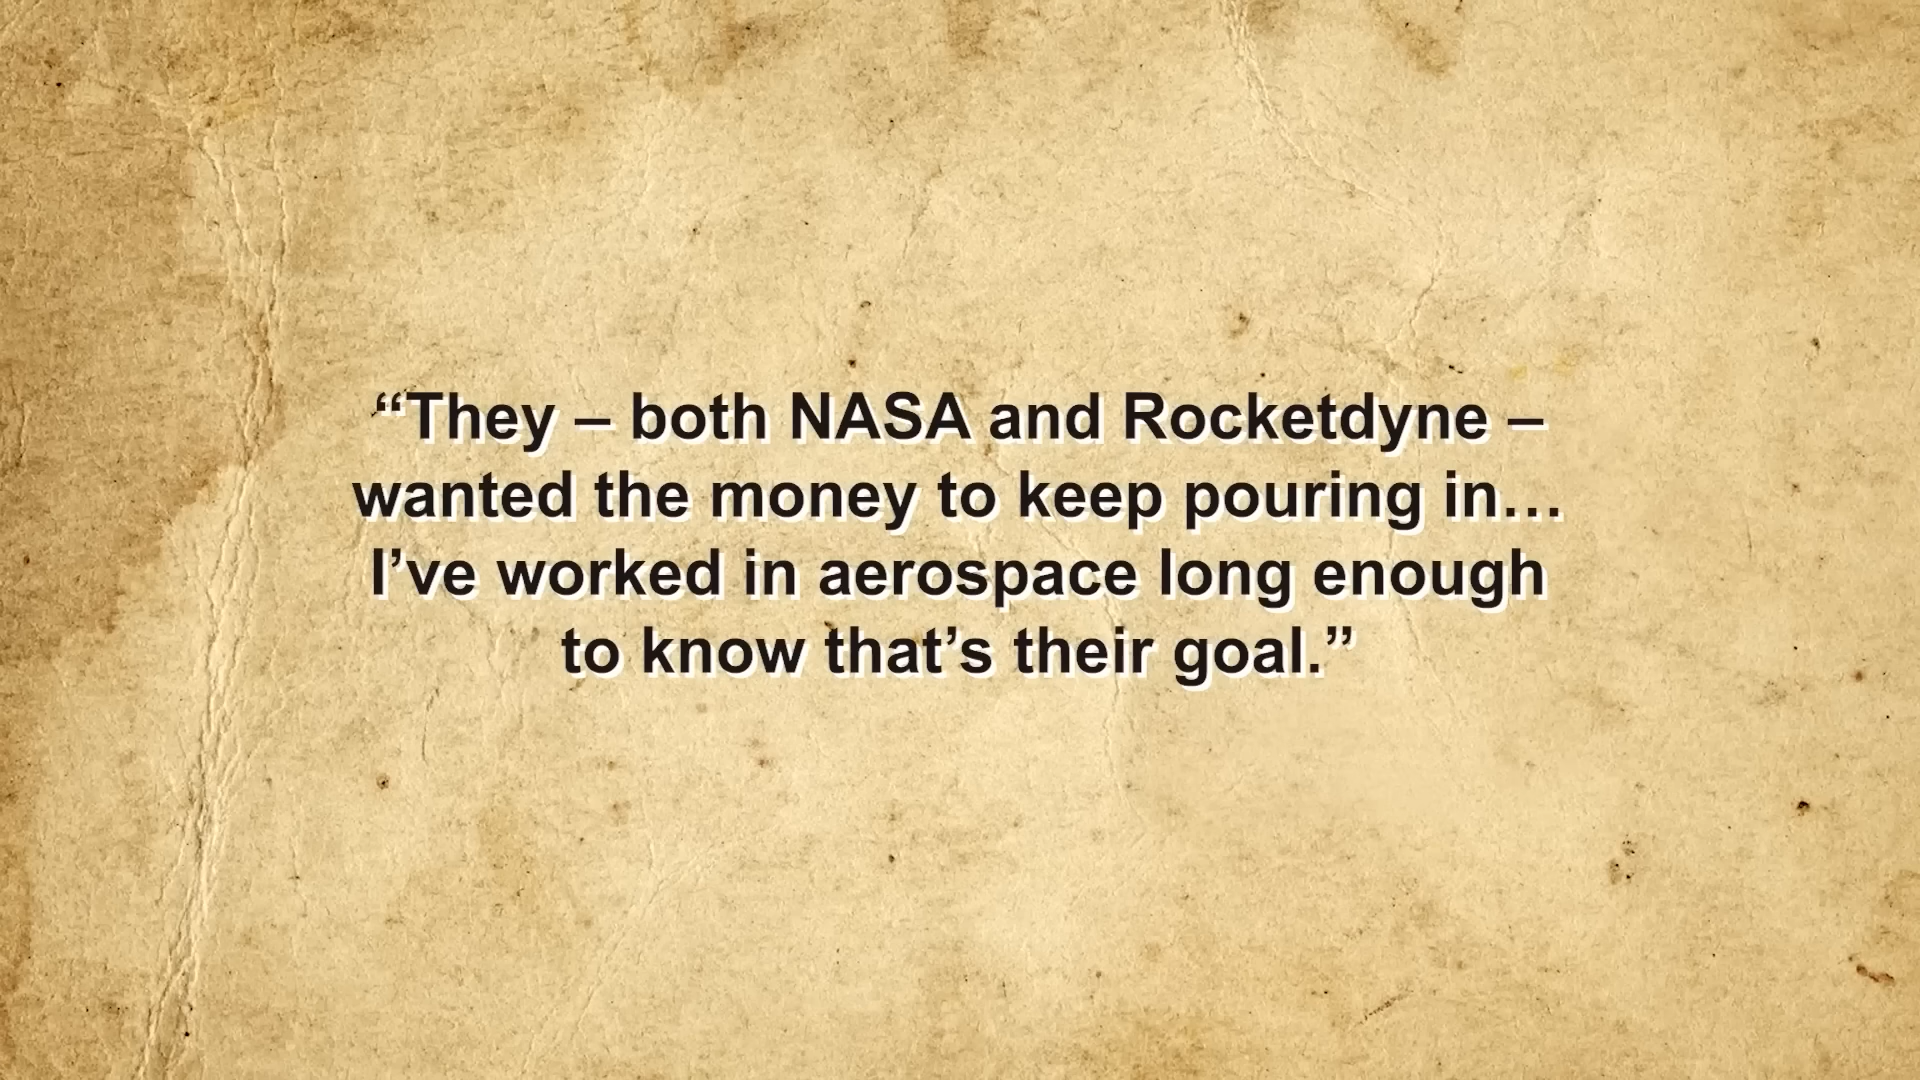 “They – both NASA and Rocketdyne –
wanted the money to keep pouring in…
I’ve worked in aerospace long enough
to know that’s their goal.”